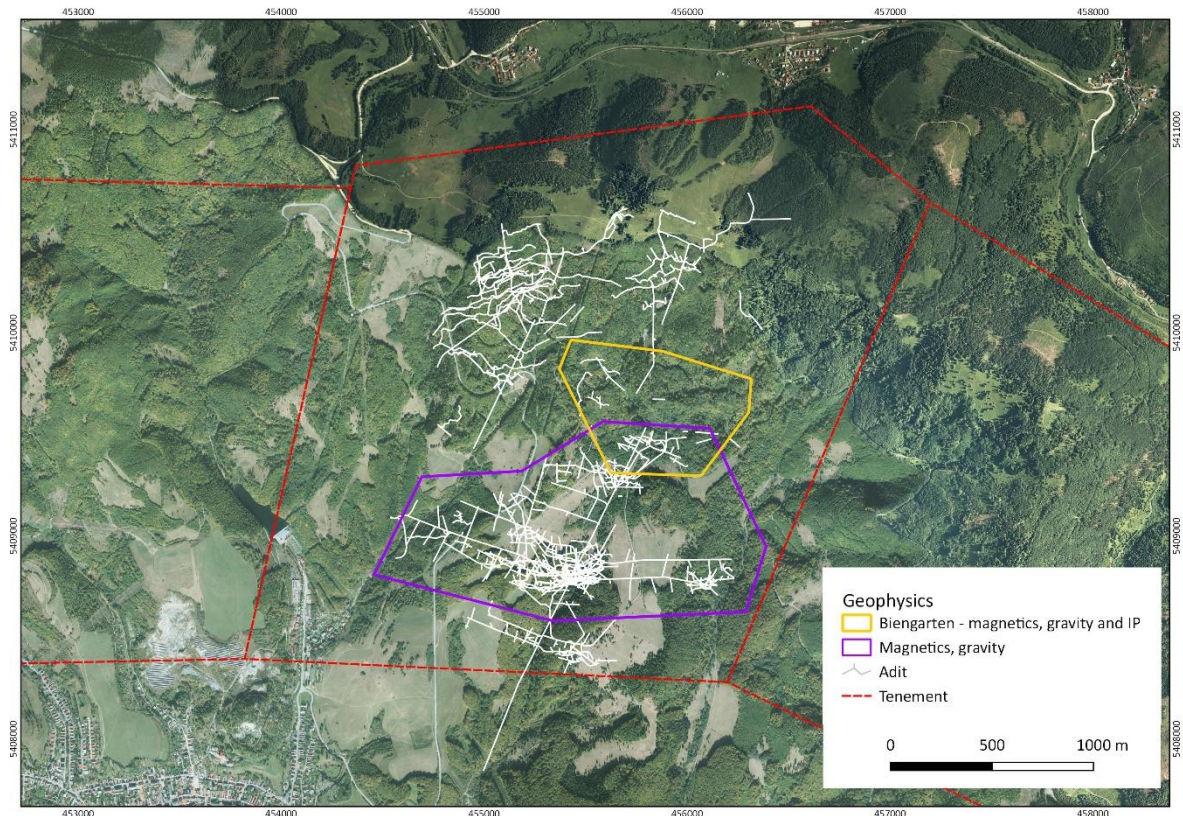 453000 454000 455000 456000 457000 458000
5411000 5411000
5410000 5410000
5409000 5409000
5408000 5408000
Geophysics
Biengarten - magnetics, gravity and IP
Magnetics, gravity
Adit
Tenement
0 500 1000 m
453000 454000 455000 456000 457000 458000